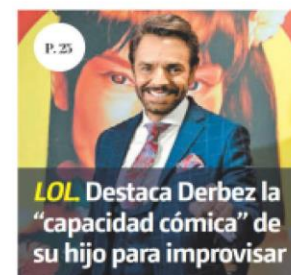 P. 25
LOL. Destaca Derbez la
“capacidad cómica” de
su hijo para improvisar